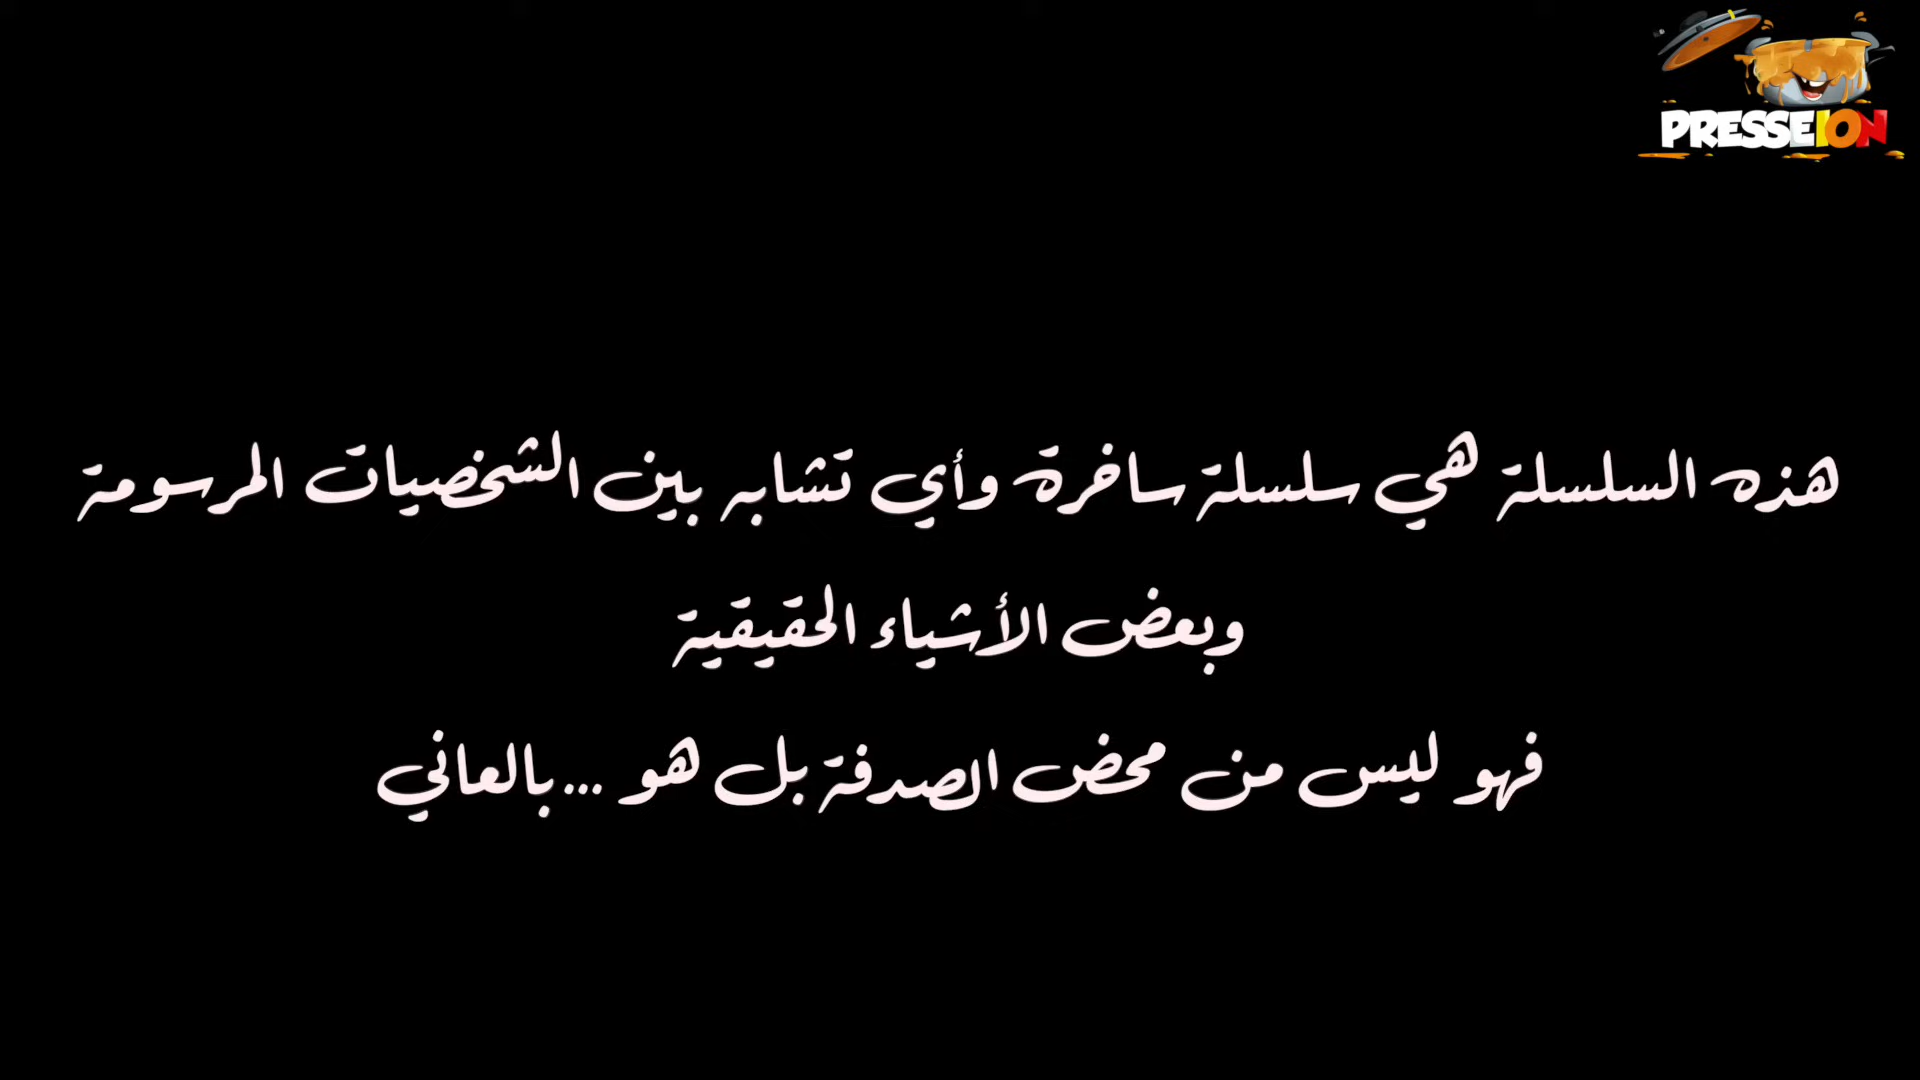 PRESSEION
هذه السلسلة هي سلسلة ساخرة وأي تشابه بين الشخصيات المرسومة
وبعض الأشياء الحقيقية
فهو ليس من محض الصدفة بل هو ...بالعاني